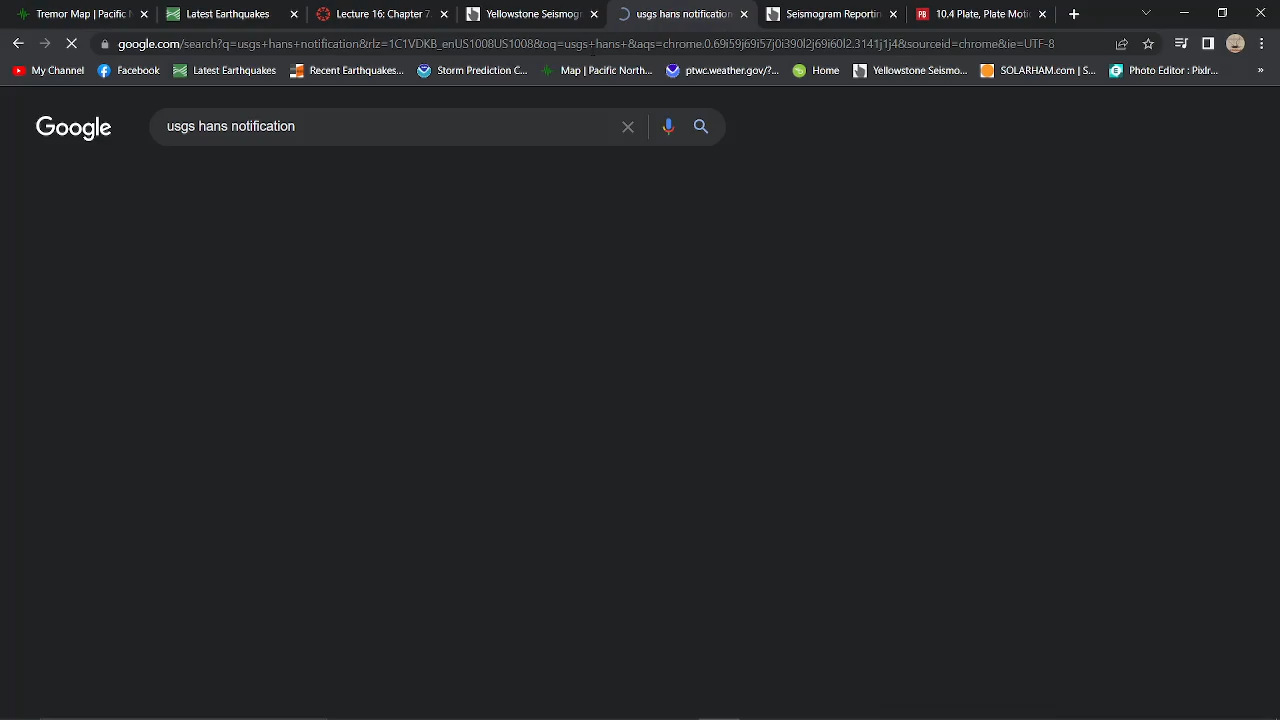 Tremor Map | Pacific N
Latest Earthquakes
Lecture 16: Chapter 7:
Yellowstone Seismog
usgs hans notification
Seismogram Reportin
10.4 Plate, Plate Moti
google.com/search?q=usgs+hans+notification&rlz=1C1VDKB_enUS1008US1008&oq=usgs+hans+&aqs=chrome.0.69i59j69i57j0i390l2j69i60l2.3141j1j4&sourceid=chrome&ie=UTF-8
My Channel
Facebook
Latest Earthquakes
Recent Earthquakes...
Storm Prediction C...
Map | Pacific North...
ptwc.weather.gov/?...
Home
Yellowstone Seismo...
SOLARHAM.com | S...
Photo Editor : Pixlr...
»
Google
usgs hans notification